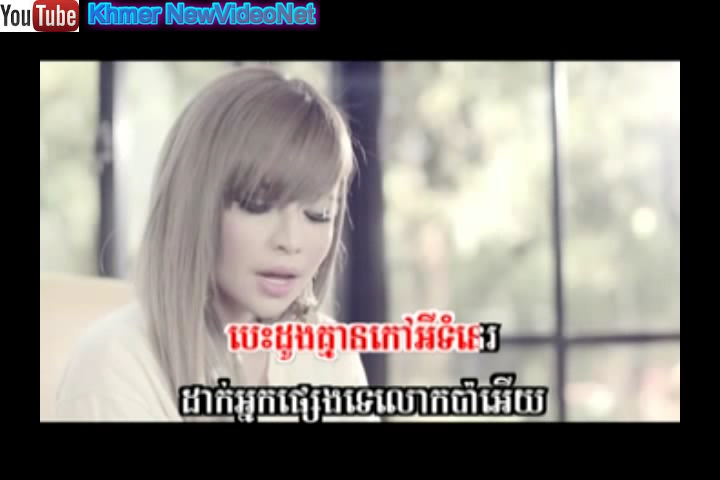 YouTube Khmer NewVideoNet
បេះដូងគ្មានកៅអីទំនេរ
ដាក់អ្នកផ្សេងទេលោកប៉ាអើយ